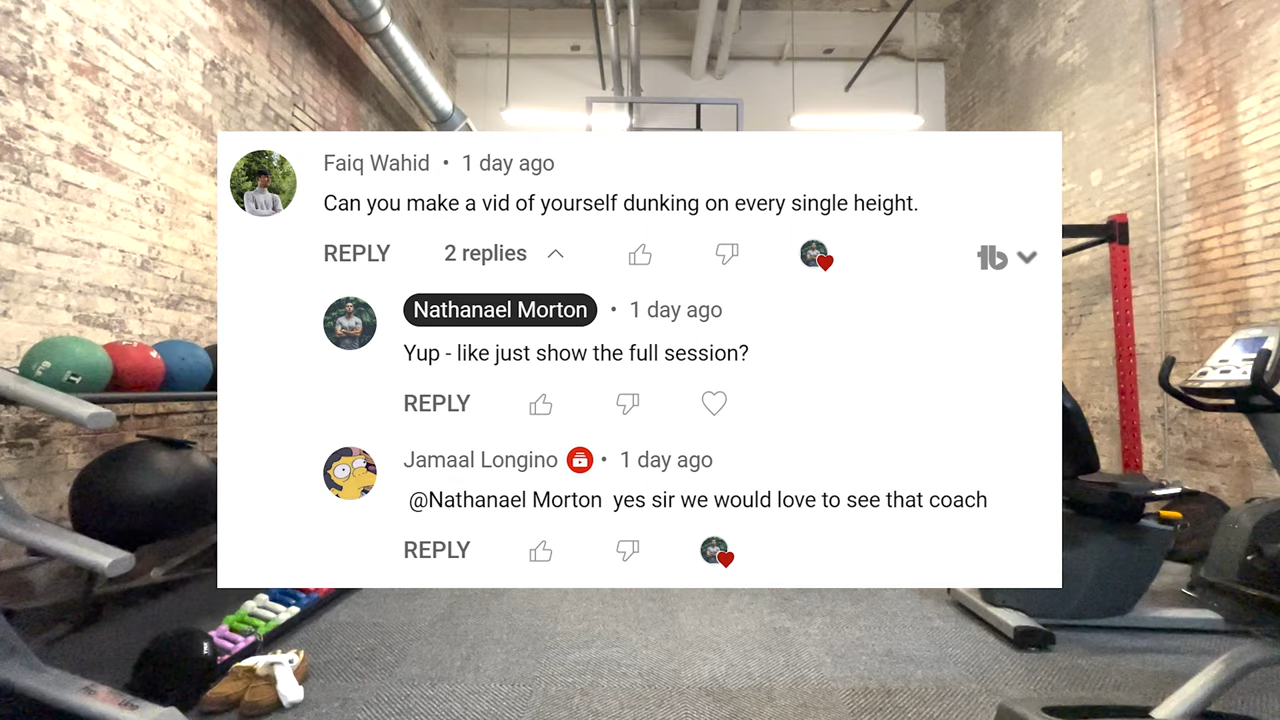 Faiq Wahid • 1 day ago
Can you make a vid of yourself dunking on every single height.
REPLY 2 replies
tb
Nathanael Morton • 1 day ago
Yup - like just show the full session?
REPLY
Jamaal Longino • 1 day ago
@Nathanael Morton yes sir we would love to see that coach
REPLY